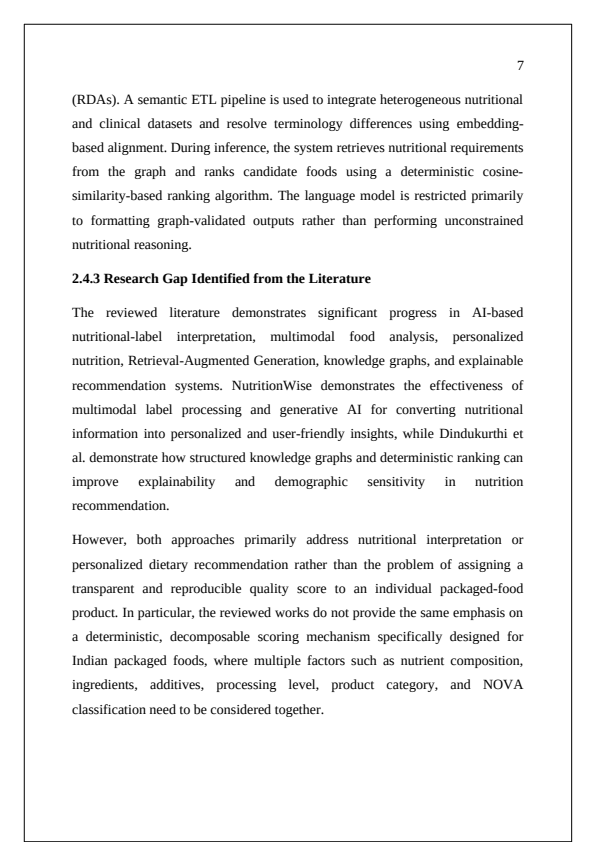 7
(RDAs). A semantic ETL pipeline is used to integrate heterogeneous nutritional
and clinical datasets and resolve terminology differences using embedding-
based alignment. During inference, the system retrieves nutritional requirements
from the graph and ranks candidate foods using a deterministic cosine-
similarity-based ranking algorithm. The language model is restricted primarily
to formatting graph-validated outputs rather than performing unconstrained
nutritional reasoning.
2.4.3 Research Gap Identified from the Literature
The reviewed literature demonstrates significant progress in AI-based
nutritional-label interpretation, multimodal food analysis, personalized
nutrition, Retrieval-Augmented Generation, knowledge graphs, and explainable
recommendation systems. NutritionWise demonstrates the effectiveness of
multimodal label processing and generative AI for converting nutritional
information into personalized and user-friendly insights, while Dindukurthi et
al. demonstrate how structured knowledge graphs and deterministic ranking can
improve explainability and demographic sensitivity in nutrition
recommendation.
However, both approaches primarily address nutritional interpretation or
personalized dietary recommendation rather than the problem of assigning a
transparent and reproducible quality score to an individual packaged-food
product. In particular, the reviewed works do not provide the same emphasis on
a deterministic, decomposable scoring mechanism specifically designed for
Indian packaged foods, where multiple factors such as nutrient composition,
ingredients, additives, processing level, product category, and NOVA
classification need to be considered together.